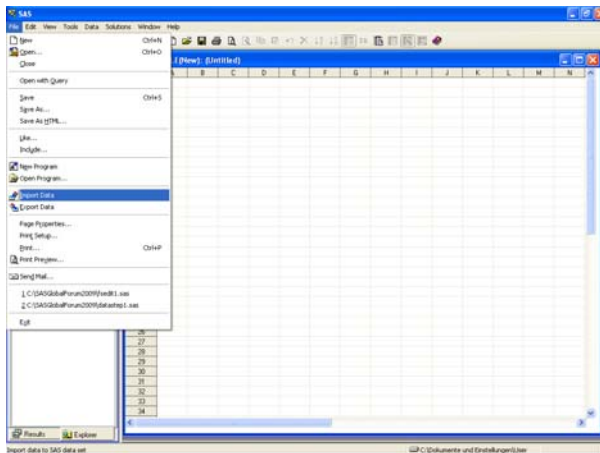 SAS
File Edit View Tools Data Solutions Window Help
New Ctrl+N
Open... Ctrl+O
Close
Open with Query
Save Ctrl+S
Save As...
Save As HTML...
Like...
Include...
New Program
Open Program...
Import Data
Export Data
Page Properties...
Print Setup...
Print... Ctrl+P
Print Preview...
Send Mail...
1 C:\SASGlobalForum2009\fsedit1.sas
2 C:\SASGlobalForum2009\datastep1.sas
Exit
(New): (Untitled)
A B C D E F G H I J K L M N
26
27
28
29
30
31
32
33
34
Results Explorer
Import data to SAS data set C:\Dokumente und Einstellungen\User